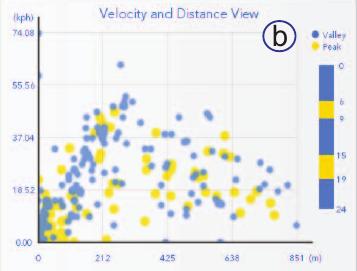 Velocity and Distance View
(kph)
b
Valley
Peak
74.08
55.56
37.04
18.52
0.00
0
212
425
638
851 (m)
0
6
9
15
19
24